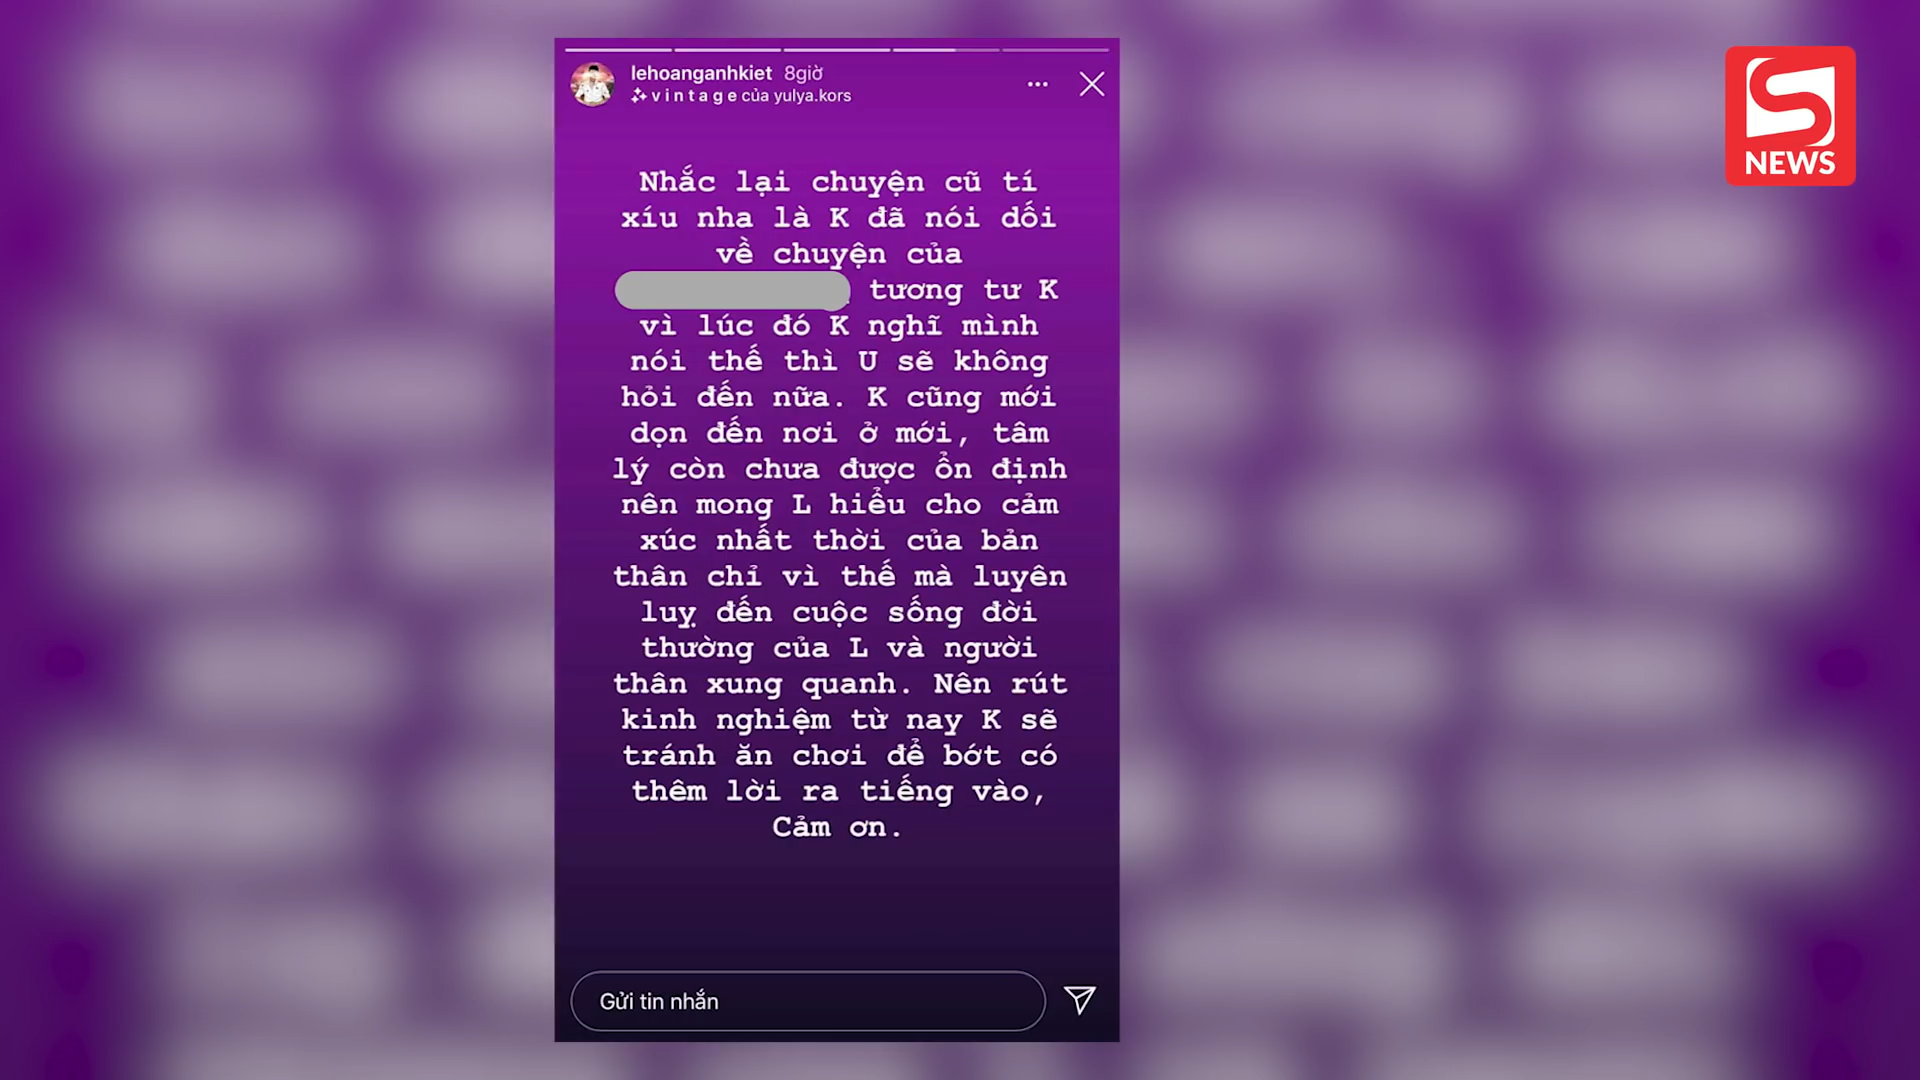 lehoanganhkiet 8giờ
vintage của yulya.kors
NEWS
Nhắc lại chuyện cũ tí
xíu nha là K đã nói dối
về chuyện của
tương tư K
vì lúc đó K nghĩ mình
nói thế thì U sẽ không
hỏi đến nữa. K cũng mới
dọn đến nơi ở mới, tâm
lý còn chưa được ổn định
nên mong L hiểu cho cảm
xúc nhất thời của bản
thân chỉ vì thế mà luyên
luỵ đến cuộc sống đời
thường của L và người
thân xung quanh. Nên rút
kinh nghiệm từ nay K sẽ
tránh ăn chơi để bớt có
thêm lời ra tiếng vào,
Cảm ơn.
Gửi tin nhắn